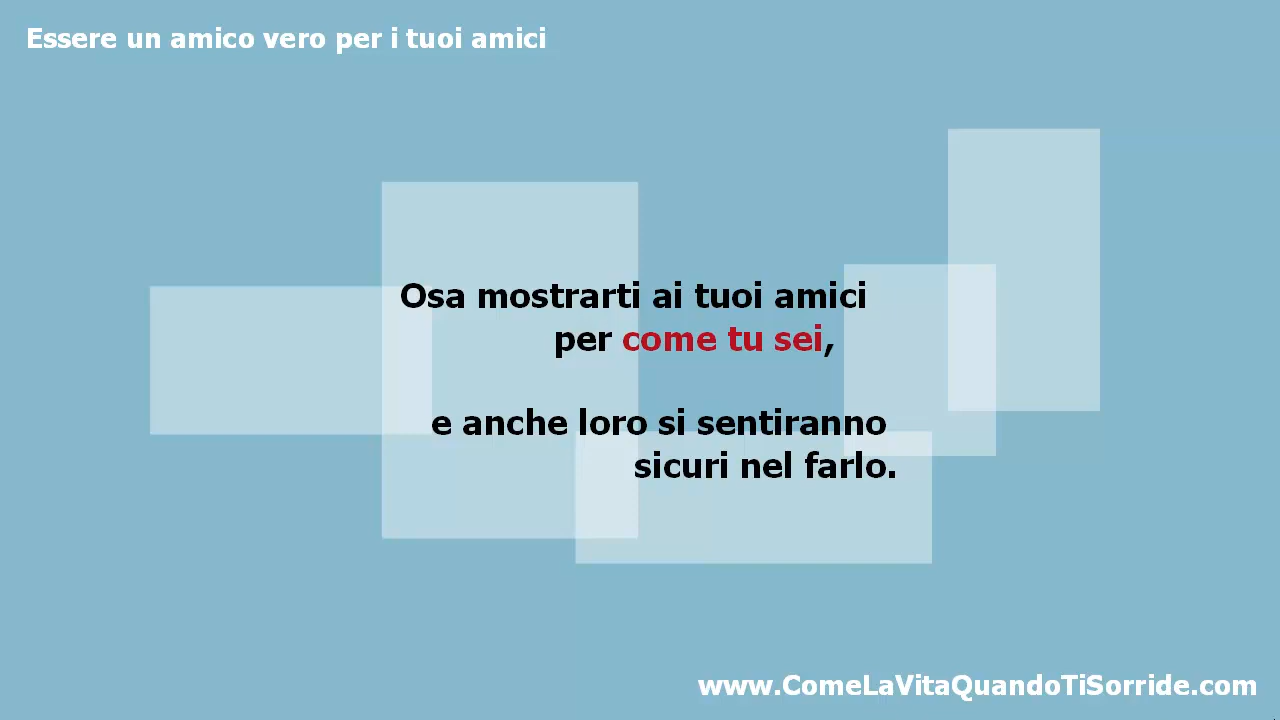 Essere un amico vero per i tuoi amici
Osa mostrarti ai tuoi amici
per come tu sei,
e anche loro si sentiranno
sicuri nel farlo.
www.ComeLaVitaQuandoTiSorride.com